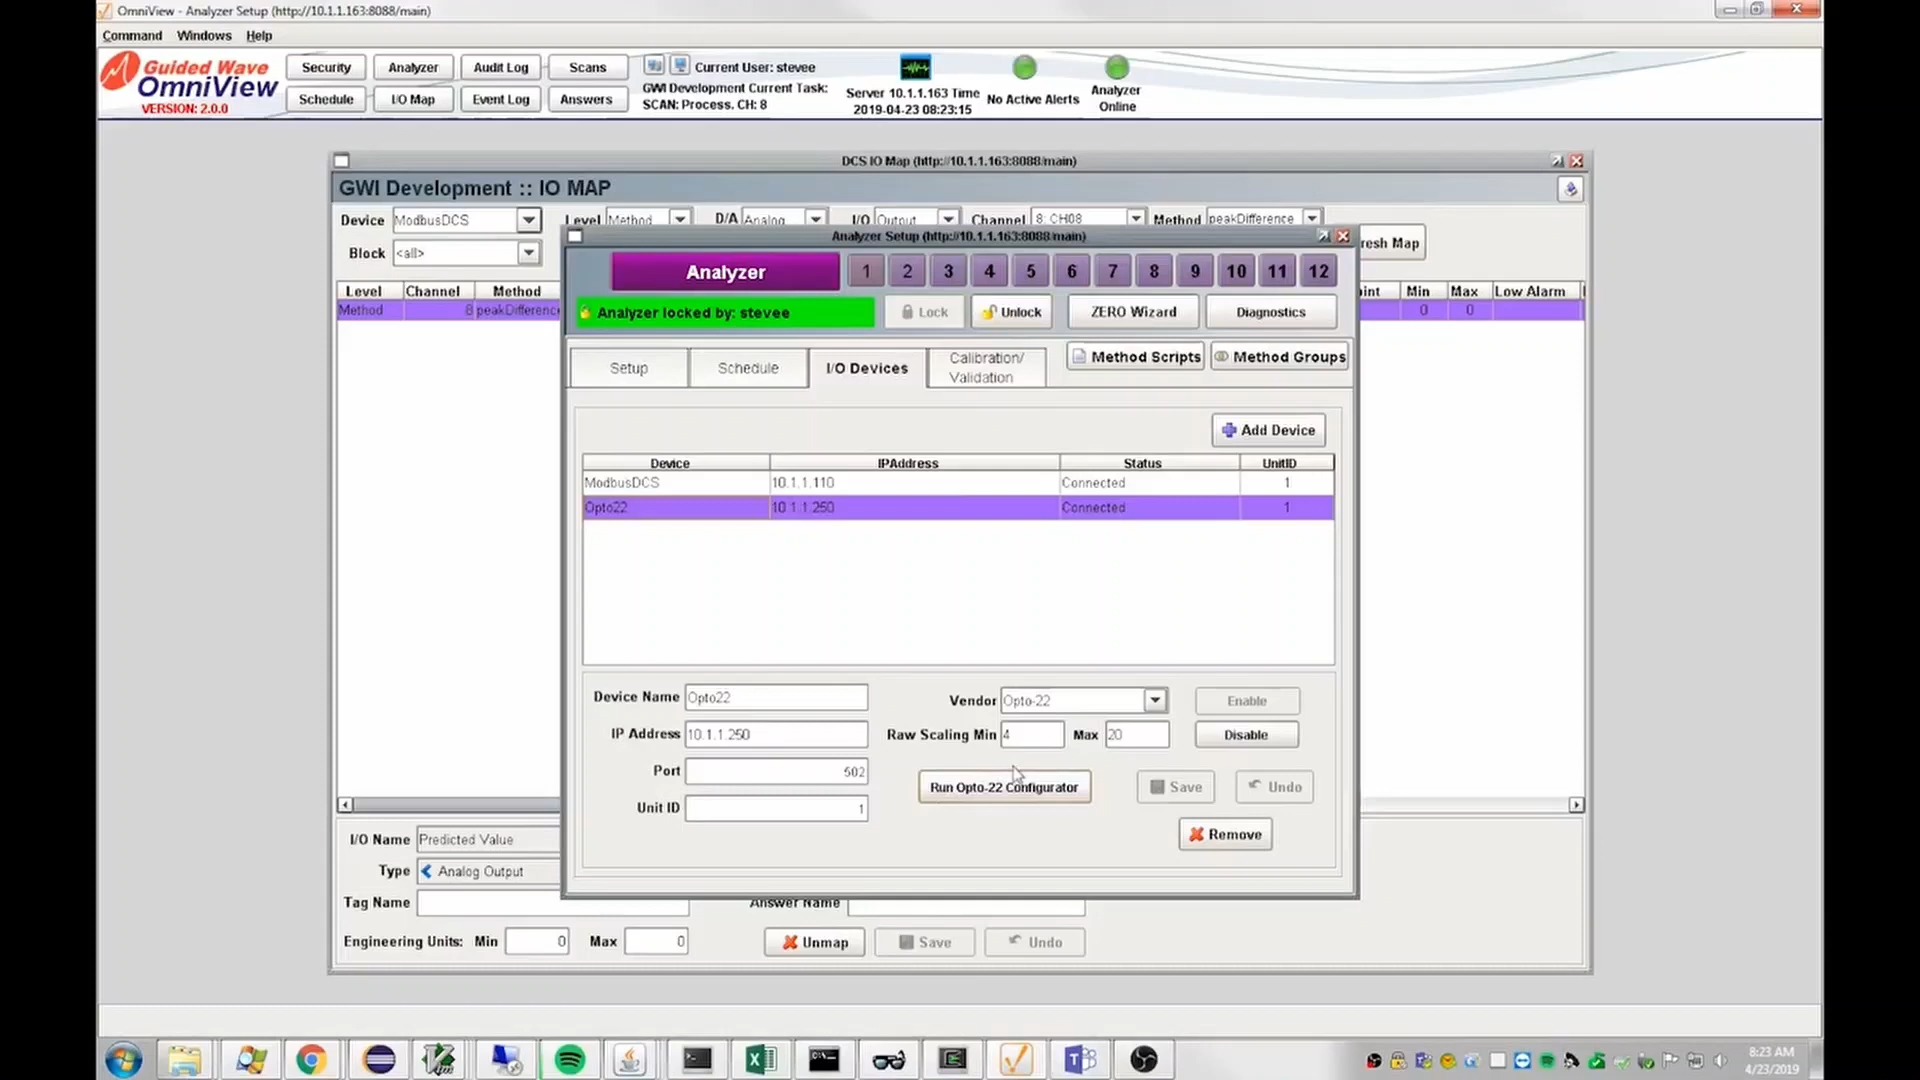 OmniView - Analyzer Setup (http://10.1.1.163:8088/main)
Command Windows Help
Guided Wave
OmniView
VERSION: 2.0.0
Security Analyzer Audit Log Scans
Schedule I/O Map Event Log Answers
Current User: stevee
GWI Development Current Task:
SCAN: Process. CH: 8
Server 10.1.1.163 Time
2019-04-23 08:23:15
No Active Alerts
Analyzer
Online
DCS IO Map (http://10.1.1.163:8088/main)
GWI Development :: IO MAP
Device ModbusDCS Level Method D/A Analog I/O Output Channel 8: CH08 Method peakDifference
Block <all> resh Map
Level Channel Method int Min Max Low Alarm
Method 8 peakDifference 0 0
Analyzer Setup (http://10.1.1.163:8088/main)
Analyzer 1 2 3 4 5 6 7 8 9 10 11 12
Analyzer locked by: stevee Lock Unlock ZERO Wizard Diagnostics
Setup Schedule I/O Devices Calibration/
Validation
Method Scripts Method Groups
Add Device
Device IPAddress Status UnitID
ModbusDCS 10.1.1.110 Connected 1
Opto22 10.1.1.250 Connected 1
Device Name Opto22 Vendor Opto-22 Enable
IP Address 10.1.1.250 Raw Scaling Min 4 Max 20 Disable
Port 502 Run Opto-22 Configurator Save Undo
Unit ID 1
Remove
I/O Name Predicted Value
Type Analog Output
Tag Name Answer Name
Engineering Units: Min 0 Max 0 Unmap Save Undo
8:23 AM
4/23/2019